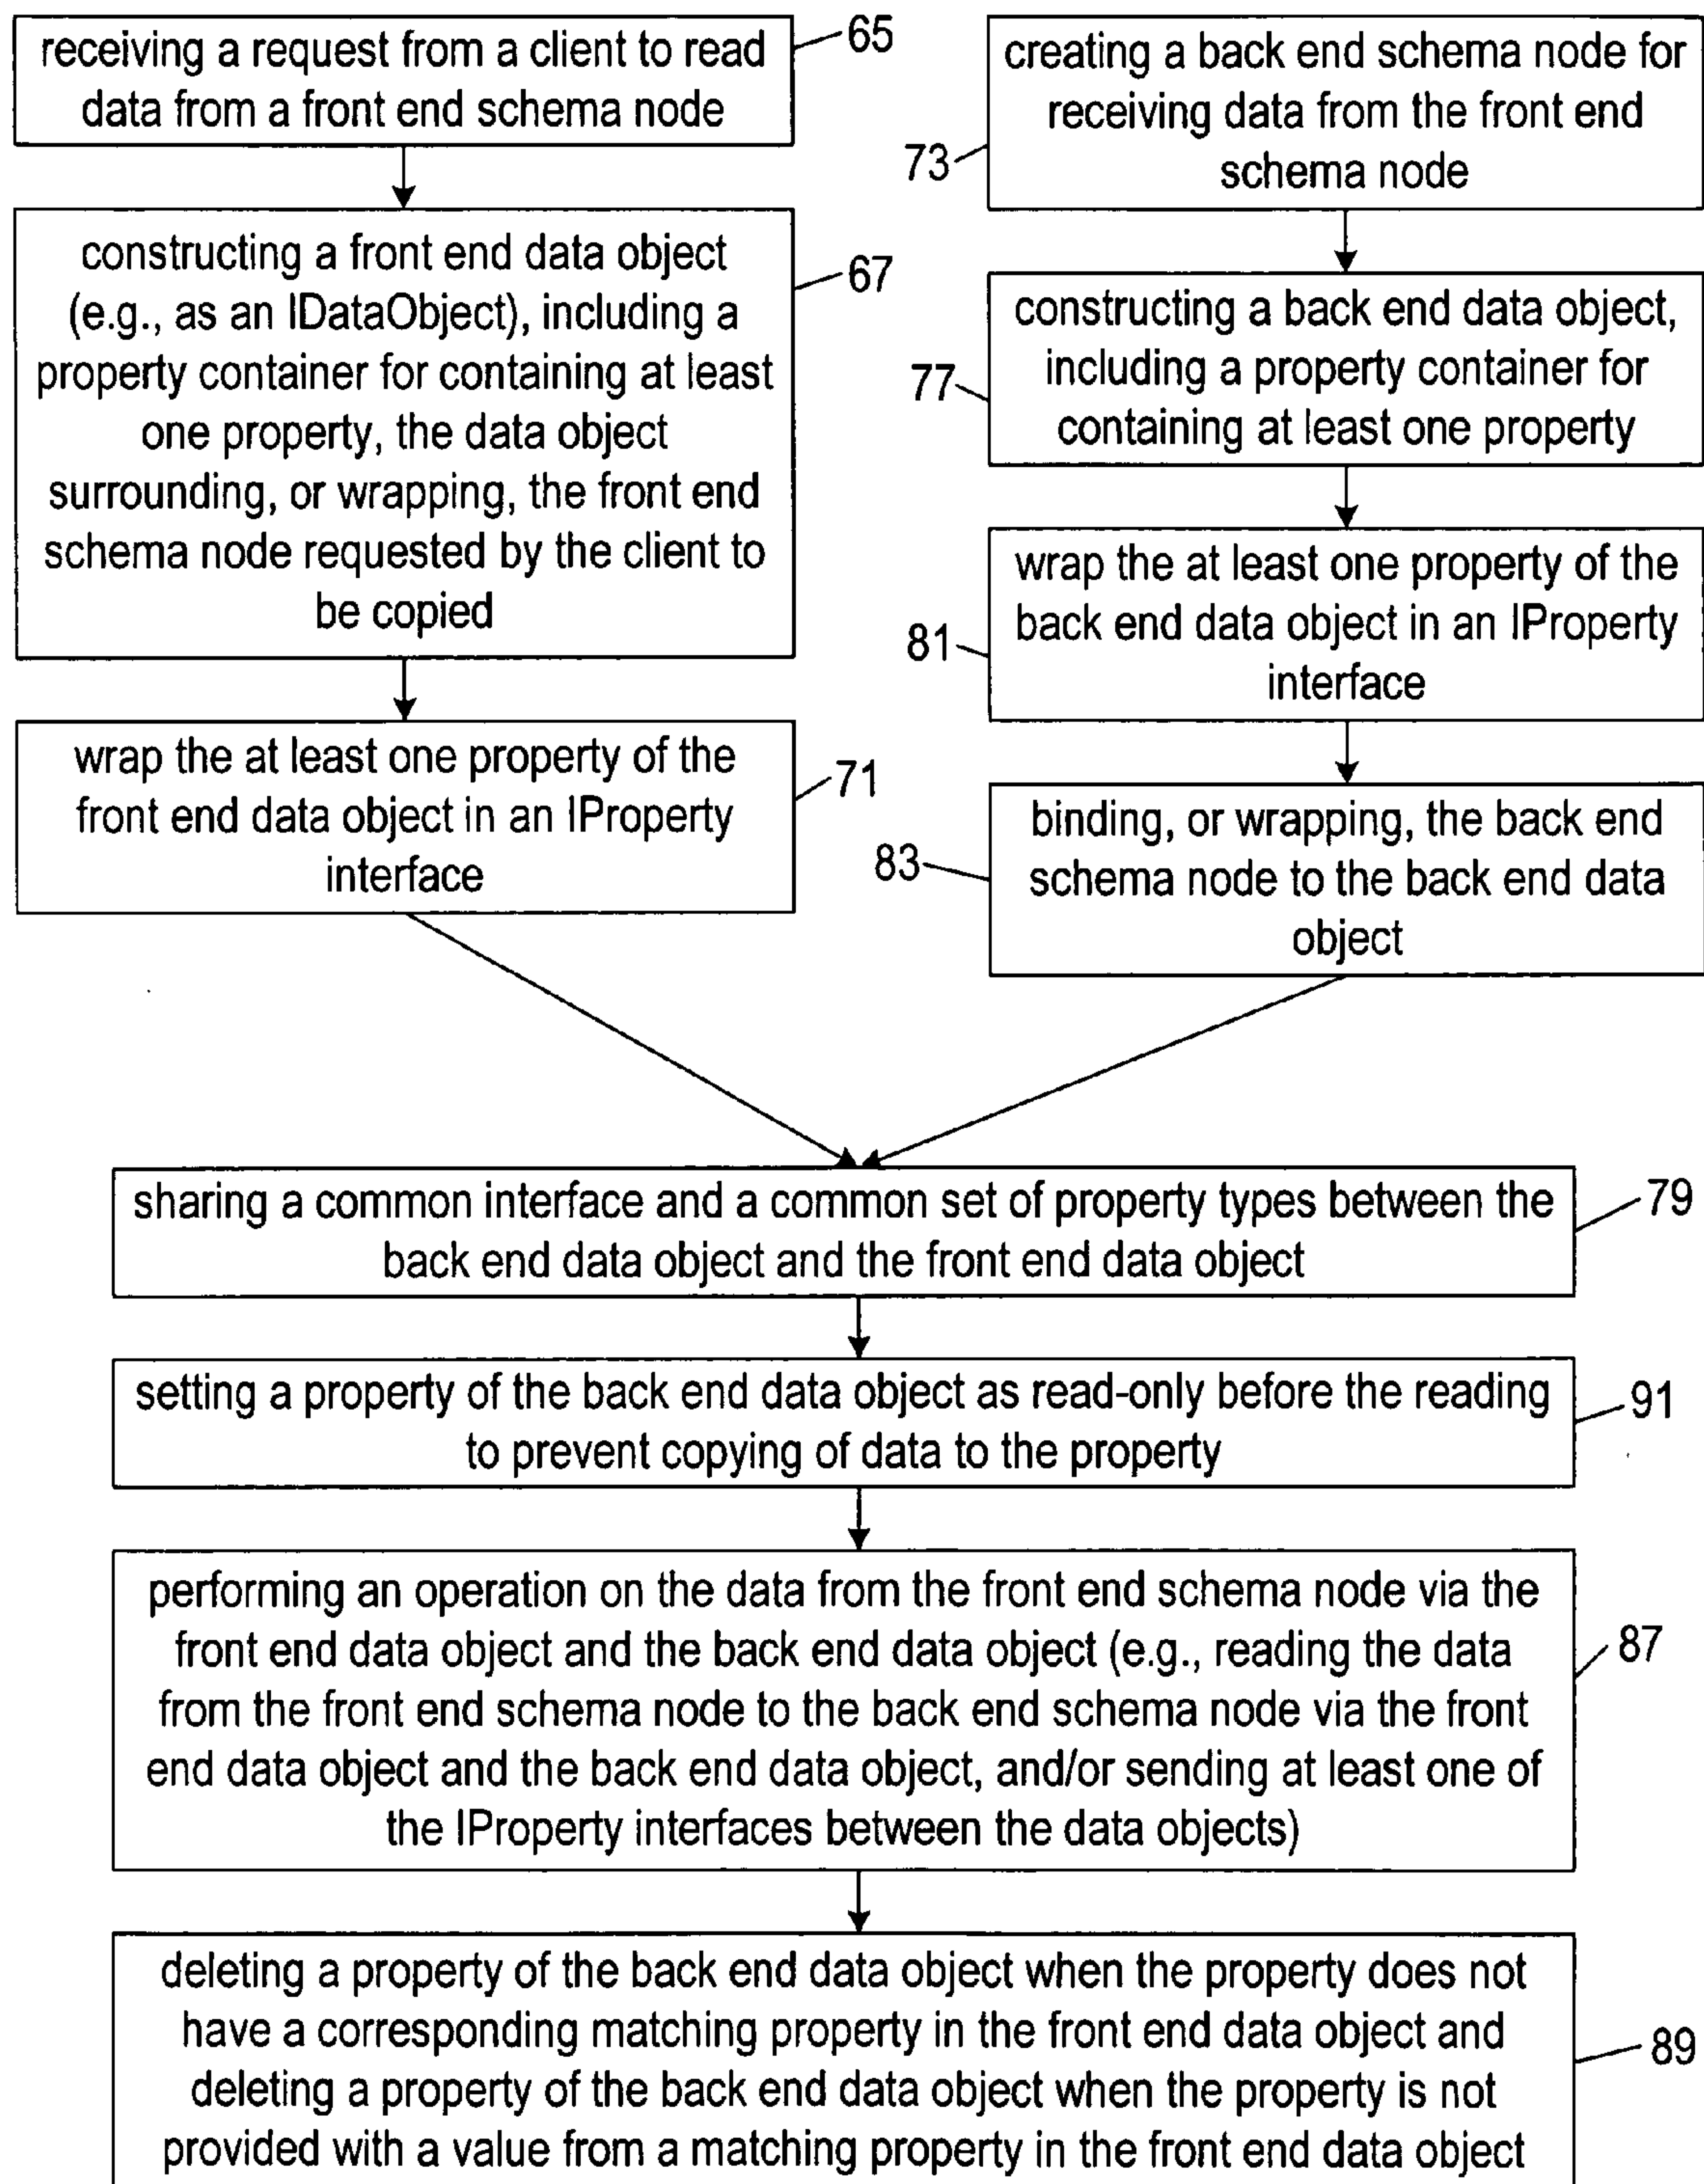 receiving a request from a client to read
data from a front end schema node
65
constructing a front end data object
(e.g., as an IDataObject), including a
property container for containing at least
one property, the data object
surrounding, or wrapping, the front end
schema node requested by the client to
be copied
67
wrap the at least one property of the
front end data object in an IProperty
interface
71
creating a back end schema node for
receiving data from the front end
schema node
73
constructing a back end data object,
including a property container for
containing at least one property
77
wrap the at least one property of the
back end data object in an IProperty
interface
81
binding, or wrapping, the back end
schema node to the back end data
object
83
sharing a common interface and a common set of property types between the
back end data object and the front end data object
79
setting a property of the back end data object as read-only before the reading
to prevent copying of data to the property
91
performing an operation on the data from the front end schema node via the
front end data object and the back end data object (e.g., reading the data
from the front end schema node to the back end schema node via the front
end data object and the back end data object, and/or sending at least one of
the IProperty interfaces between the data objects)
87
deleting a property of the back end data object when the property does not
have a corresponding matching property in the front end data object and
deleting a property of the back end data object when the property is not
provided with a value from a matching property in the front end data object
89